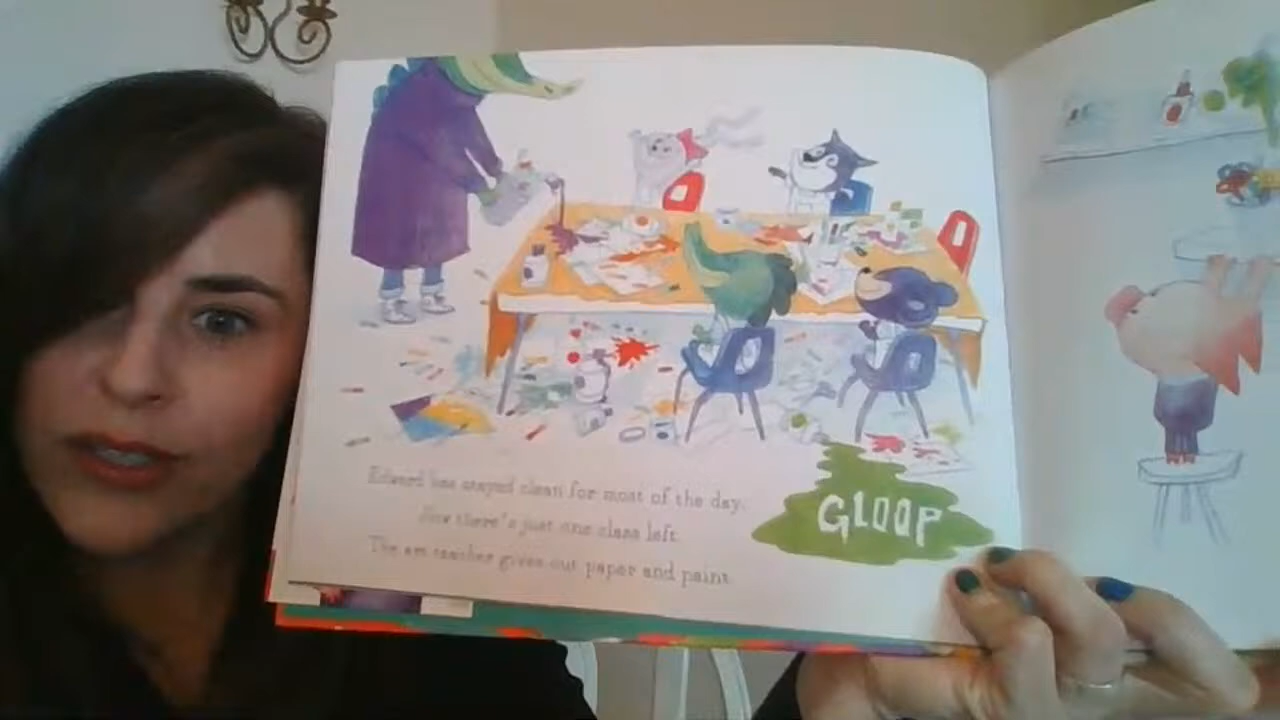 Edward has stayed clean for most of the day.
Now there's just one class left.
The art teacher gives out paper and paint.
GLOOP